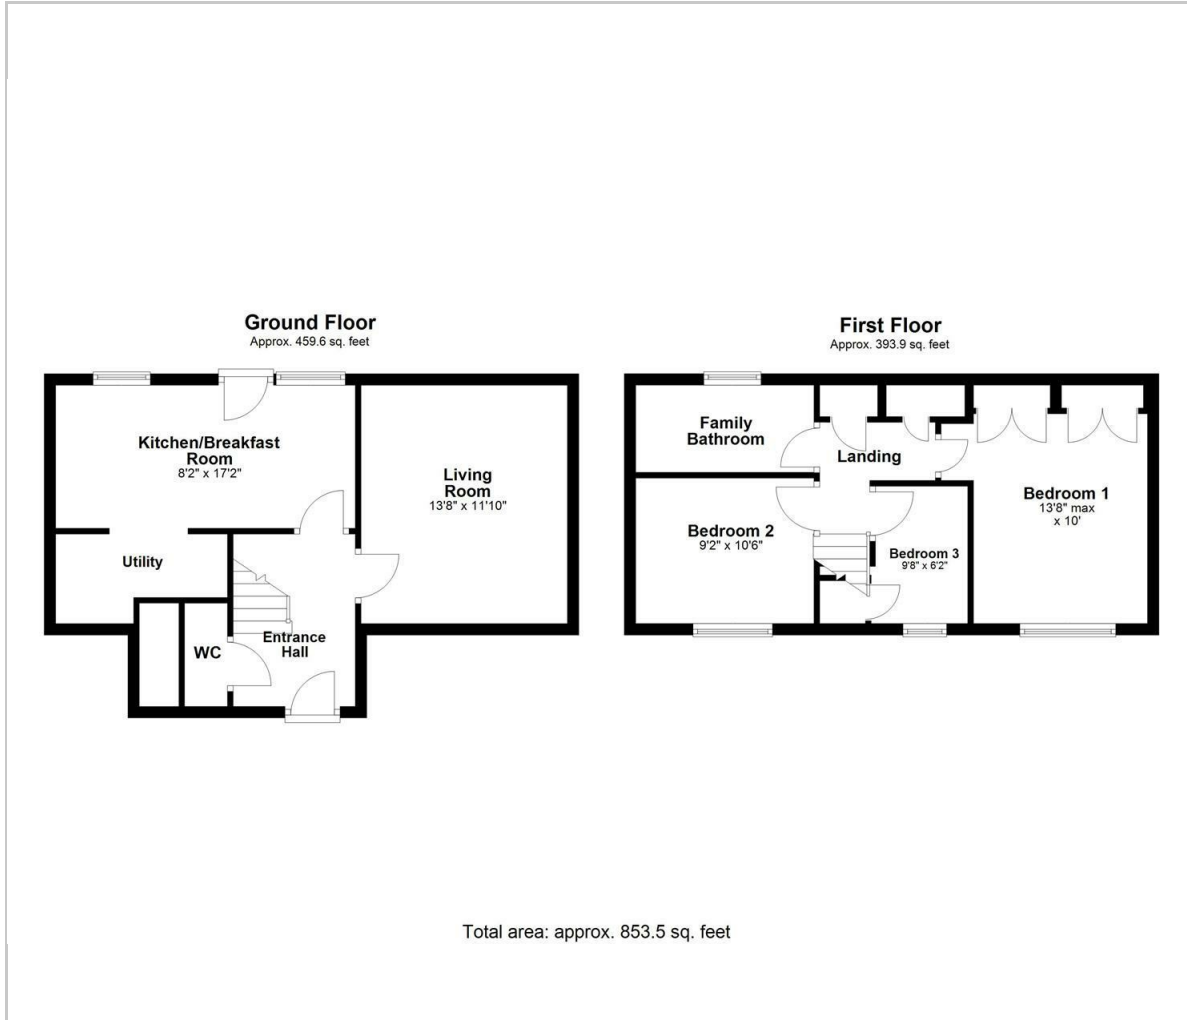 Ground Floor
Approx. 459.6 sq. feet
Kitchen/Breakfast
Room
8'2" x 17'2"
Living
Room
13'8" x 11'10"
Utility
Entrance
Hall
WC
First Floor
Approx. 393.9 sq. feet
Family
Bathroom
Landing
Bedroom 1
13'8" max
x 10'
Bedroom 2
9'2" x 10'6"
Bedroom 3
9'8" x 6'2"
Total area: approx. 853.5 sq. feet